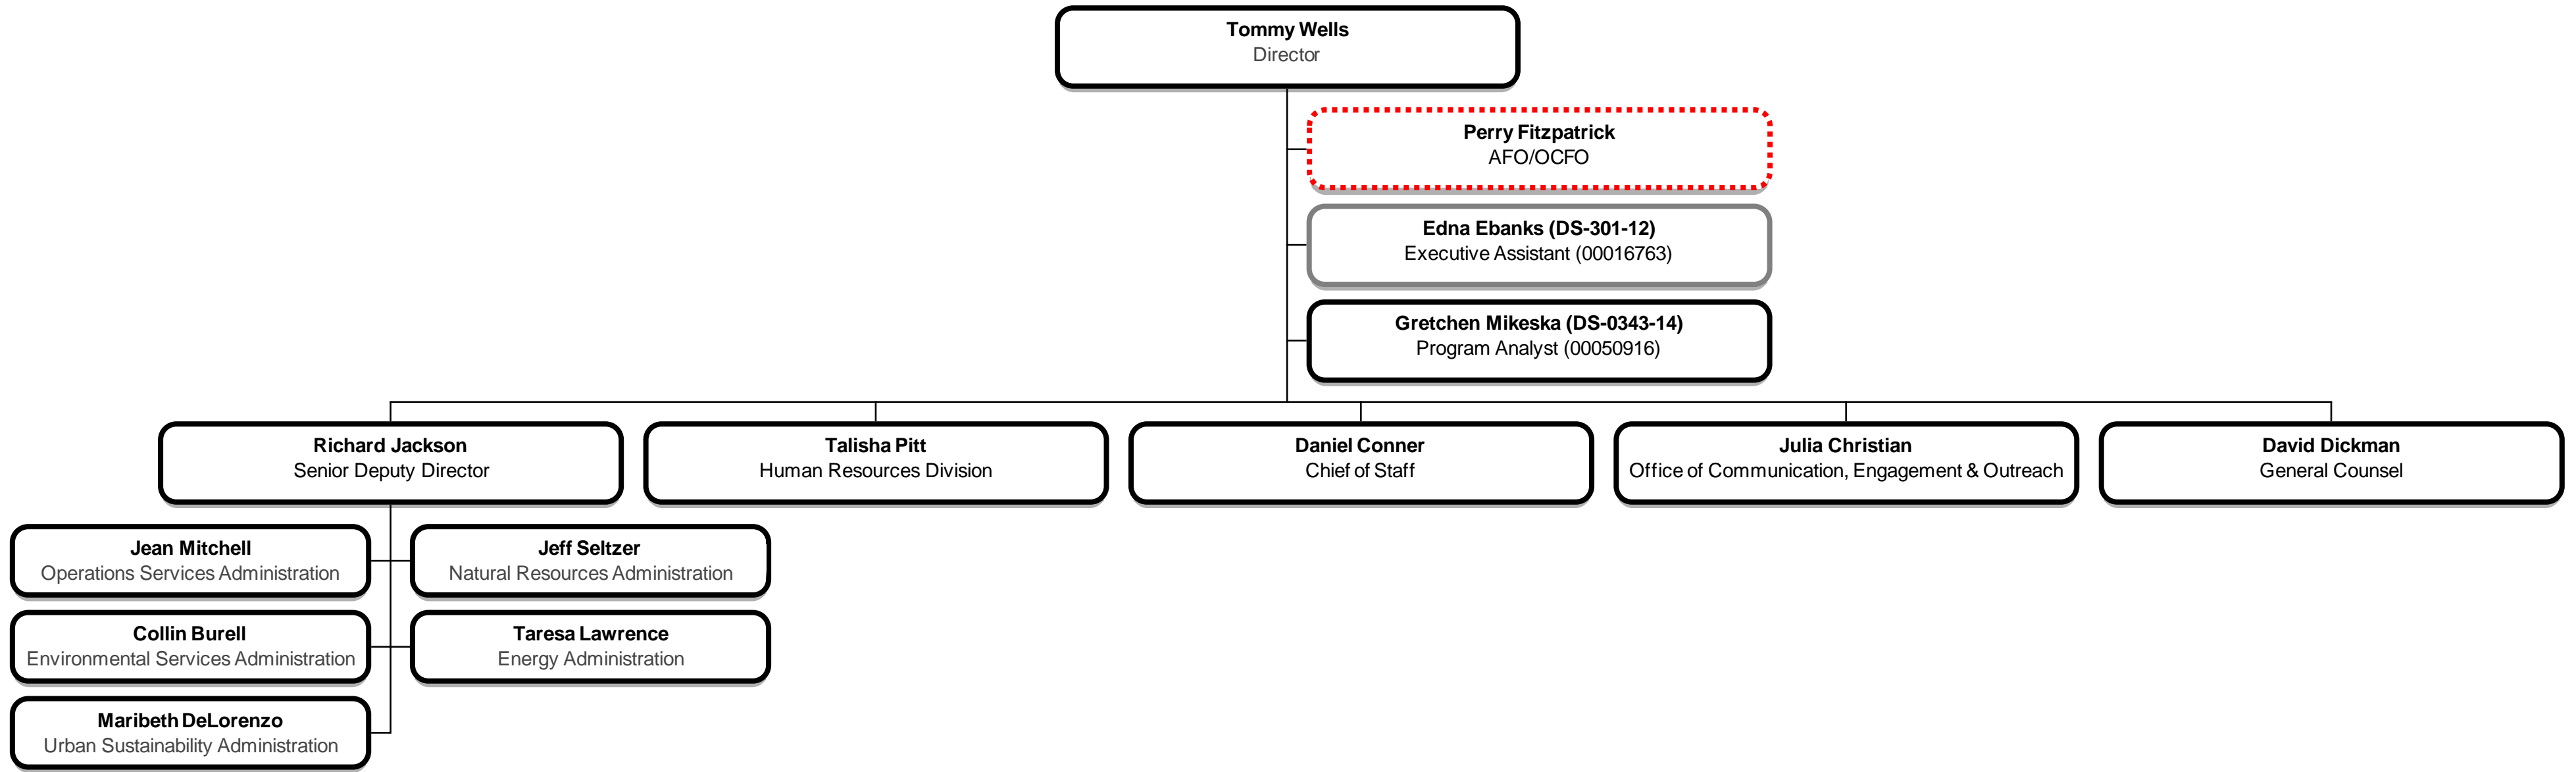 Tommy Wells
Director
Perry Fitzpatrick
AFO/OCFO
Edna Ebanks (DS-301-12)
Executive Assistant (00016763)
Gretchen Mikeska (DS-0343-14)
Program Analyst (00050916)
Richard Jackson
Senior Deputy Director
Talisha Pitt
Human Resources Division
Daniel Conner
Chief of Staff
Julia Christian
Office of Communication, Engagement & Outreach
David Dickman
General Counsel
Jean Mitchell
Operations Services Administration
Jeff Seltzer
Natural Resources Administration
Collin Burell
Environmental Services Administration
Taresa Lawrence
Energy Administration
Maribeth DeLorenzo
Urban Sustainability Administration